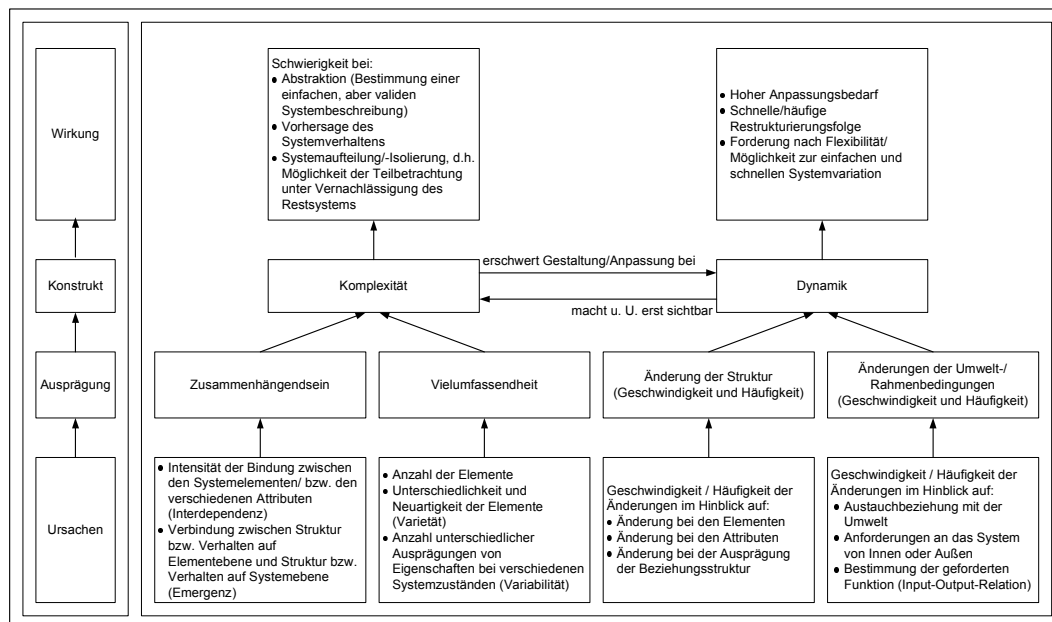 Wirkung
Konstrukt
Ausprägung
Ursachen
Schwierigkeit bei:
● Abstraktion (Bestimmung einer
einfachen, aber validen
Systembeschreibung)
● Vorhersage des
Systemverhaltens
● Systemaufteilung/-Isolierung, d.h.
Möglichkeit der Teilbetrachtung
unter Vernachlässigung des
Restsystems
● Hoher Anpassungsbedarf
● Schnelle/häufige
Restrukturierungsfolge
● Forderung nach Flexibilität/
Möglichkeit zur einfachen und
schnellen Systemvariation
Komplexität
erschwert Gestaltung/Anpassung bei
macht u. U. erst sichtbar
Dynamik
Zusammenhängendsein
Vielumfassendheit
Änderung der Struktur
(Geschwindigkeit und Häufigkeit)
Änderungen der Umwelt-/
Rahmenbedingungen
(Geschwindigkeit und Häufigkeit)
● Intensität der Bindung zwischen
den Systemelementen/ bzw. den
verschiedenen Attributen
(Interdependenz)
● Verbindung zwischen Struktur
bzw. Verhalten auf
Elementebene und Struktur bzw.
Verhalten auf Systemebene
(Emergenz)
● Anzahl der Elemente
● Unterschiedlichkeit und
Neuartigkeit der Elemente
(Varietät)
● Anzahl unterschiedlicher
Ausprägungen von
Eigenschaften bei verschiedenen
Systemzuständen (Variabilität)
Geschwindigkeit / Häufigkeit der
Änderungen im Hinblick auf:
● Änderung bei den Elementen
● Änderung bei den Attributen
● Änderung bei der Ausprägung
der Beziehungsstruktur
Geschwindigkeit / Häufigkeit der
Änderungen im Hinblick auf:
● Austauchbeziehung mit der
Umwelt
● Anforderungen an das System
von Innen oder Außen
● Bestimmung der geforderten
Funktion (Input-Output-Relation)